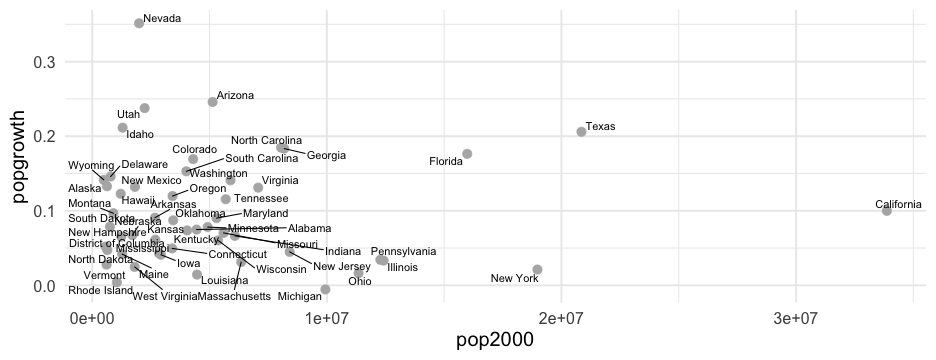 Nevada
0.3
Arizona
Utah
Texas
0.2
Idaho
North Carolina
Colorado
Georgia
South Carolina
Florida
Wyoming
Delaware
Washington
New Mexico
Virginia
Alaska
Oregon
Tennessee
Hawaii
Montana
Arkansas
California
0.1
Oklahoma
Maryland
South Dakota
Nebraska
Kansas
Minnesota
Alabama
New Hampshire
Kentucky
District of Columbia
Mississippi
Missouri
Indiana
Pennsylvania
Connecticut
North Dakota
Iowa
Wisconsin
New Jersey
Illinois
Vermont
Maine
Louisiana
Ohio
New York
0.0
Rhode Island
West Virginia
Massachusetts
Michigan
0e+00
1e+07
2e+07
3e+07
pop2000
popgrowth